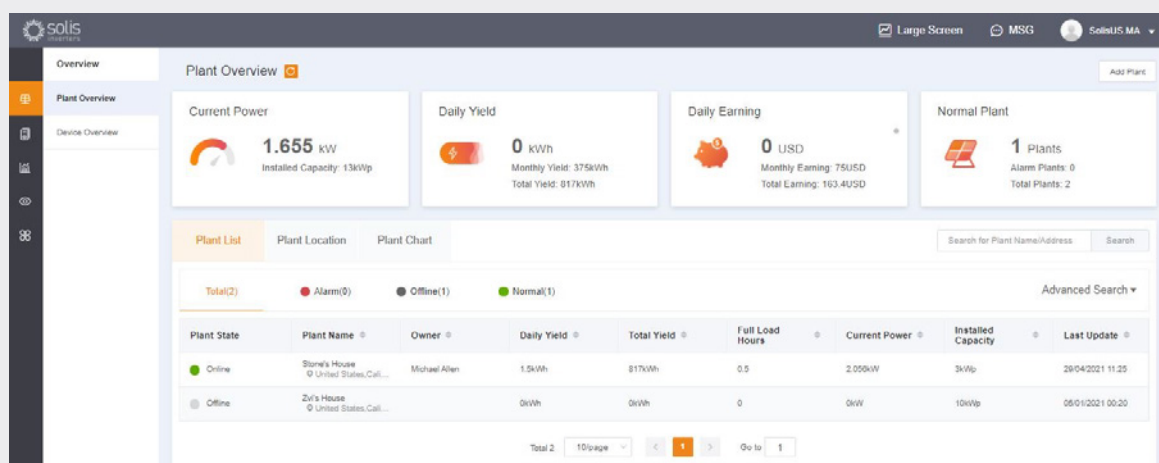 solis
inverters
Large Screen
MSG
SolisUS MA
Overview
Plant Overview
Device Overview
Plant Overview
Add Plant
Current Power
1.655 kW
Installed Capacity: 13kWp
Daily Yield
0 kWh
Monthly Yield: 375kWh
Total Yield: 817kWh
Daily Earning
0 USD
Monthly Earning: 75USD
Total Earning: 163.4USD
Normal Plant
1 Plants
Alarm Plants: 0
Total Plants: 2
Plant List Plant Location Plant Chart
Search for Plant Name/Address Search
Total(2) Alarm(0) Offline(1) Normal(1) Advanced Search
Plant State Plant Name Owner Daily Yield Total Yield Full Load Hours Current Power Installed Capacity Last Update
Online Stone's House Michael Allen 1.5kWh 817kWh 0.5 2.056kW 3kWp 29/04/2021 11:25
United States,Cali...
Offline Zvi's House 0kWh 0kWh 0 0kW 10kWp 05/01/2021 00:20
United States,Cali...
Total 2 10/page < 1 > Go to 1